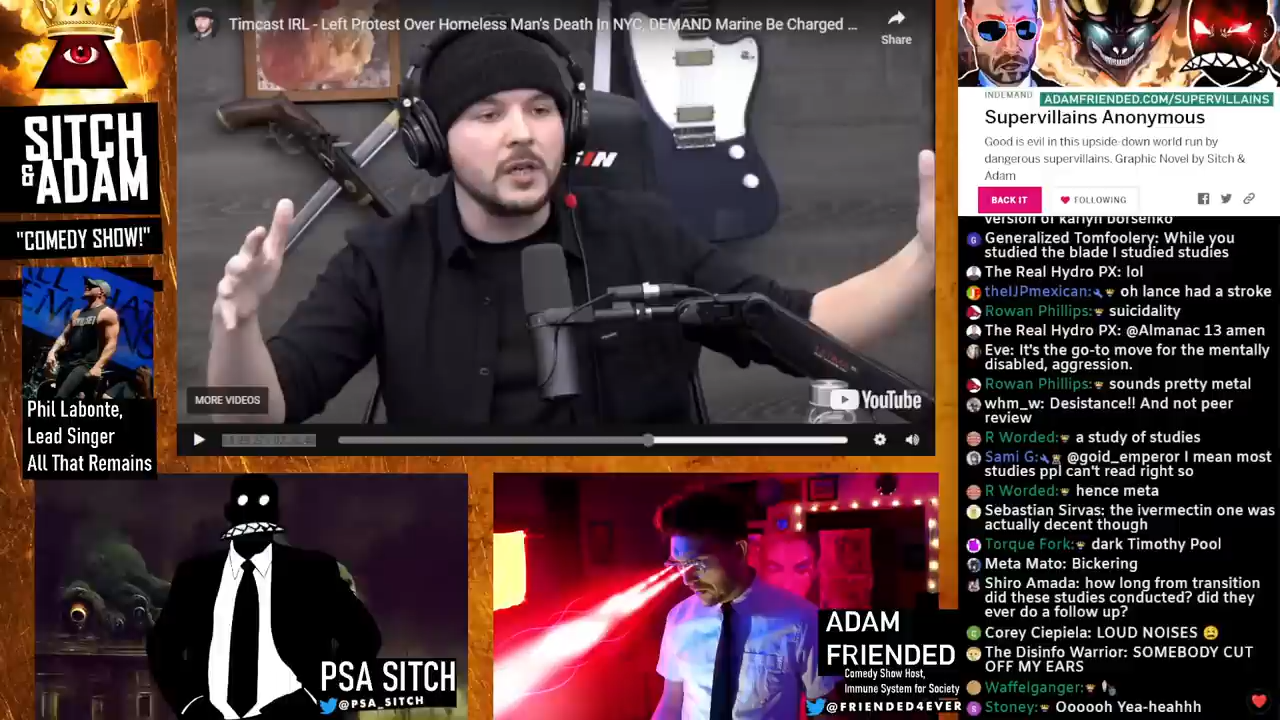 SITCH
& ADAM
"COMEDY SHOW!"
Phil Labonte,
Lead Singer
All That Remains
Timcast IRL - Left Protest Over Homeless Man's Death In NYC, DEMAND Marine Be Charged ...
Share
MORE VIDEOS
YouTube
PSA SITCH
@PSA_SITCH
ADAM
FRIENDED
Comedy Show Host,
Immune System for Society
@FRIENDED4EVER
INDEMAND
ADAMFRIENDED.COM/SUPERVILLAINS
Supervillains Anonymous
Good is evil in this upside-down world run by
dangerous supervillains. Graphic Novel by Sitch &
Adam
BACK IT
FOLLOWING
version of karlyn borsenko
Generalized Tomfoolery: While you
studied the blade I studied studies
The Real Hydro PX: lol
theIJPmexican: oh lance had a stroke
Rowan Phillips: suicidality
The Real Hydro PX: @Almanac 13 amen
Eve: It's the go-to move for the mentally
disabled, aggression.
Rowan Phillips: sounds pretty metal
whm_w: Desistance!! And not peer
review
R Worded: a study of studies
Sami G: @goid_emperor I mean most
studies ppl can't read right so
R Worded: hence meta
Sebastian Sirvas: the ivermectin one was
actually decent though
Torque Fork: dark Timothy Pool
Meta Mato: Bickering
Shiro Amada: how long from transition
did these studies conducted? did they
ever do a follow up?
Corey Ciepiela: LOUD NOISES 😩
The Disinfo Warrior: SOMEBODY CUT
OFF MY EARS
Waffelganger:
Stoney: Oooooh Yea-heahhh